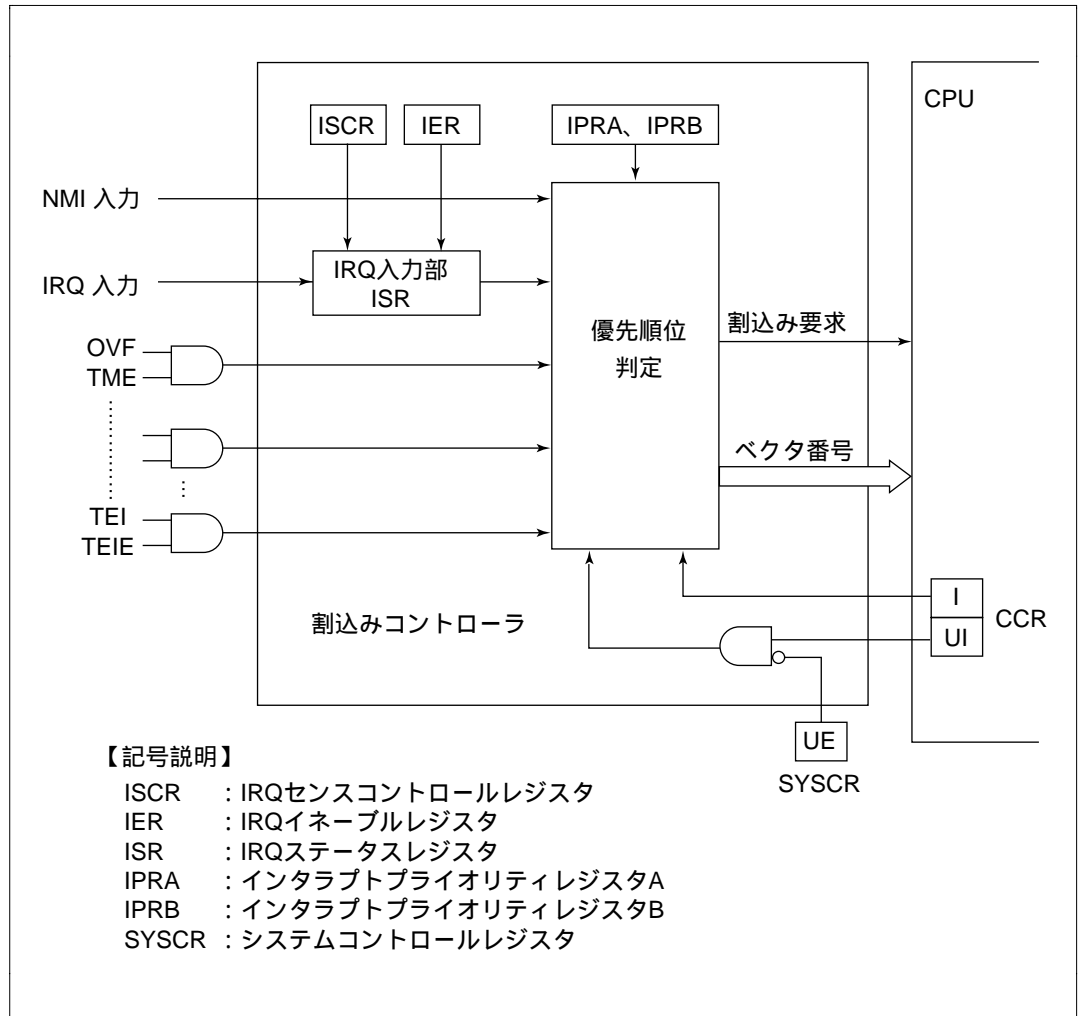 CPU
ISCR
IER
IPRA、IPRB
NMI 入力
IRQ 入力
IRQ入力部
ISR
OVF
TME
TEI
TEIE
優先順位
判定
割込み要求
ベクタ番号
割込みコントローラ
I
UI
CCR
UE
SYSCR
【記号説明】
ISCR :IRQセンスコントロールレジスタ
IER :IRQイネーブルレジスタ
ISR :IRQステータスレジスタ
IPRA :インタラプトプライオリティレジスタA
IPRB :インタラプトプライオリティレジスタB
SYSCR :システムコントロールレジスタ